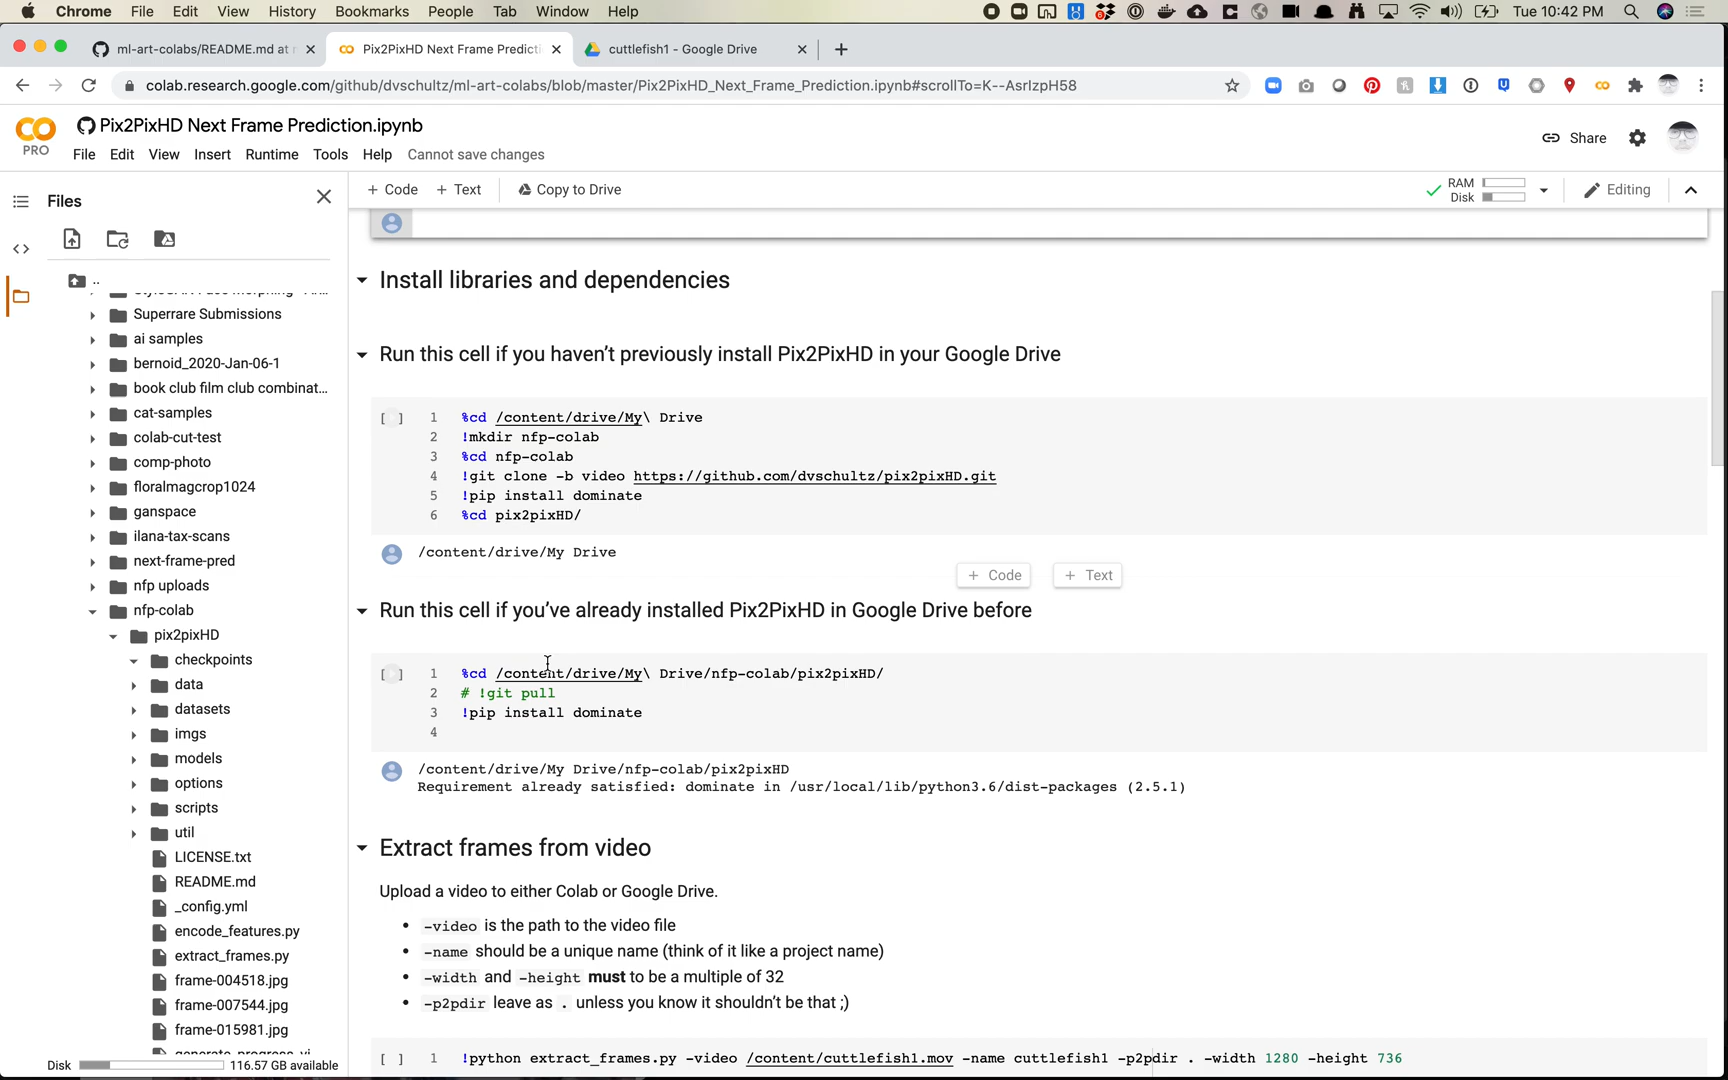 Chrome File Edit View History Bookmarks People Tab Window Help Tue 10:42 PM
ml-art-colabs/README.md at Pix2PixHD Next Frame Predicti cuttlefish1 - Google Drive
colab.research.google.com/github/dvschultz/ml-art-colabs/blob/master/Pix2PixHD_Next_Frame_Prediction.ipynb#scrollTo=K--AsrIzpH58
Pix2PixHD Next Frame Prediction.ipynb
PRO
File Edit View Insert Runtime Tools Help Cannot save changes
Share
Files
+ Code + Text Copy to Drive
RAM
Disk
Editing
..
Superrare Submissions
ai samples
bernoid_2020-Jan-06-1
book club film club combinat...
cat-samples
colab-cut-test
comp-photo
floralmagcrop1024
ganspace
ilana-tax-scans
next-frame-pred
nfp uploads
nfp-colab
pix2pixHD
checkpoints
data
datasets
imgs
models
options
scripts
util
LICENSE.txt
README.md
_config.yml
encode_features.py
extract_frames.py
frame-004518.jpg
frame-007544.jpg
frame-015981.jpg
Disk 116.57 GB available
Install libraries and dependencies
Run this cell if you haven't previously install Pix2PixHD in your Google Drive
[ ] 1 %cd /content/drive/My\ Drive
2 !mkdir nfp-colab
3 %cd nfp-colab
4 !git clone -b video https://github.com/dvschultz/pix2pixHD.git
5 !pip install dominate
6 %cd pix2pixHD/
/content/drive/My Drive
+ Code + Text
Run this cell if you've already installed Pix2PixHD in Google Drive before
[ ] 1 %cd /content/drive/My\ Drive/nfp-colab/pix2pixHD/
2 # !git pull
3 !pip install dominate
4
/content/drive/My Drive/nfp-colab/pix2pixHD
Requirement already satisfied: dominate in /usr/local/lib/python3.6/dist-packages (2.5.1)
Extract frames from video
Upload a video to either Colab or Google Drive.
• -video is the path to the video file
• -name should be a unique name (think of it like a project name)
• -width and -height must to be a multiple of 32
• -p2pdir leave as . unless you know it shouldn't be that ;)
[ ] 1 !python extract_frames.py -video /content/cuttlefish1.mov -name cuttlefish1 -p2pdir . -width 1280 -height 736